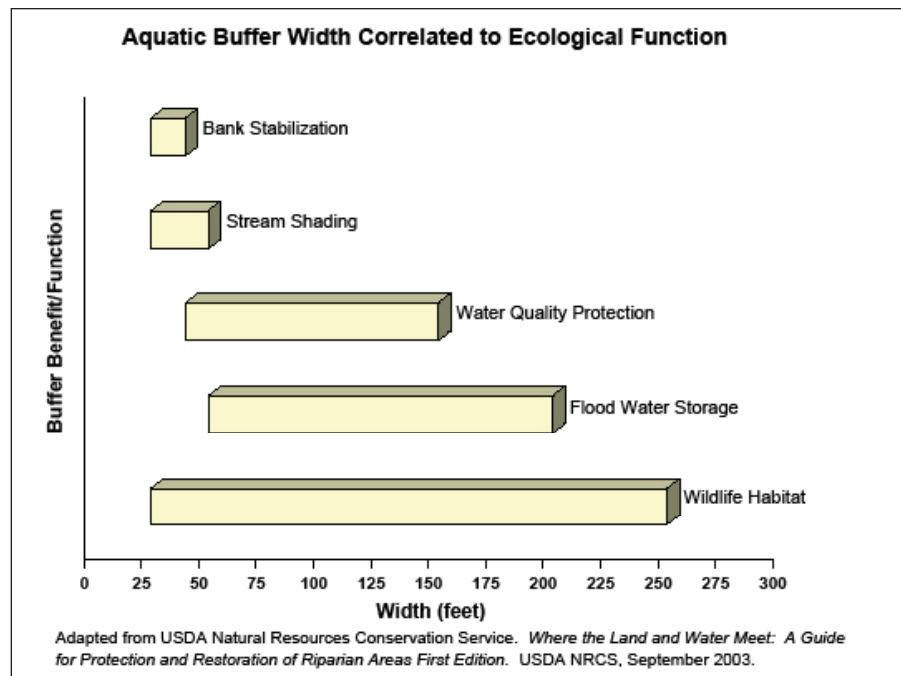 Aquatic Buffer Width Correlated to Ecological Function
Bank Stabilization
Stream Shading
Water Quality Protection
Flood Water Storage
Wildlife Habitat
Buffer Benefit/Function
0 25 50 75 100 125 150 175 200 225 250 275 300
Width (feet)
Adapted from USDA Natural Resources Conservation Service. Where the Land and Water Meet: A Guide
for Protection and Restoration of Riparian Areas First Edition. USDA NRCS, September 2003.